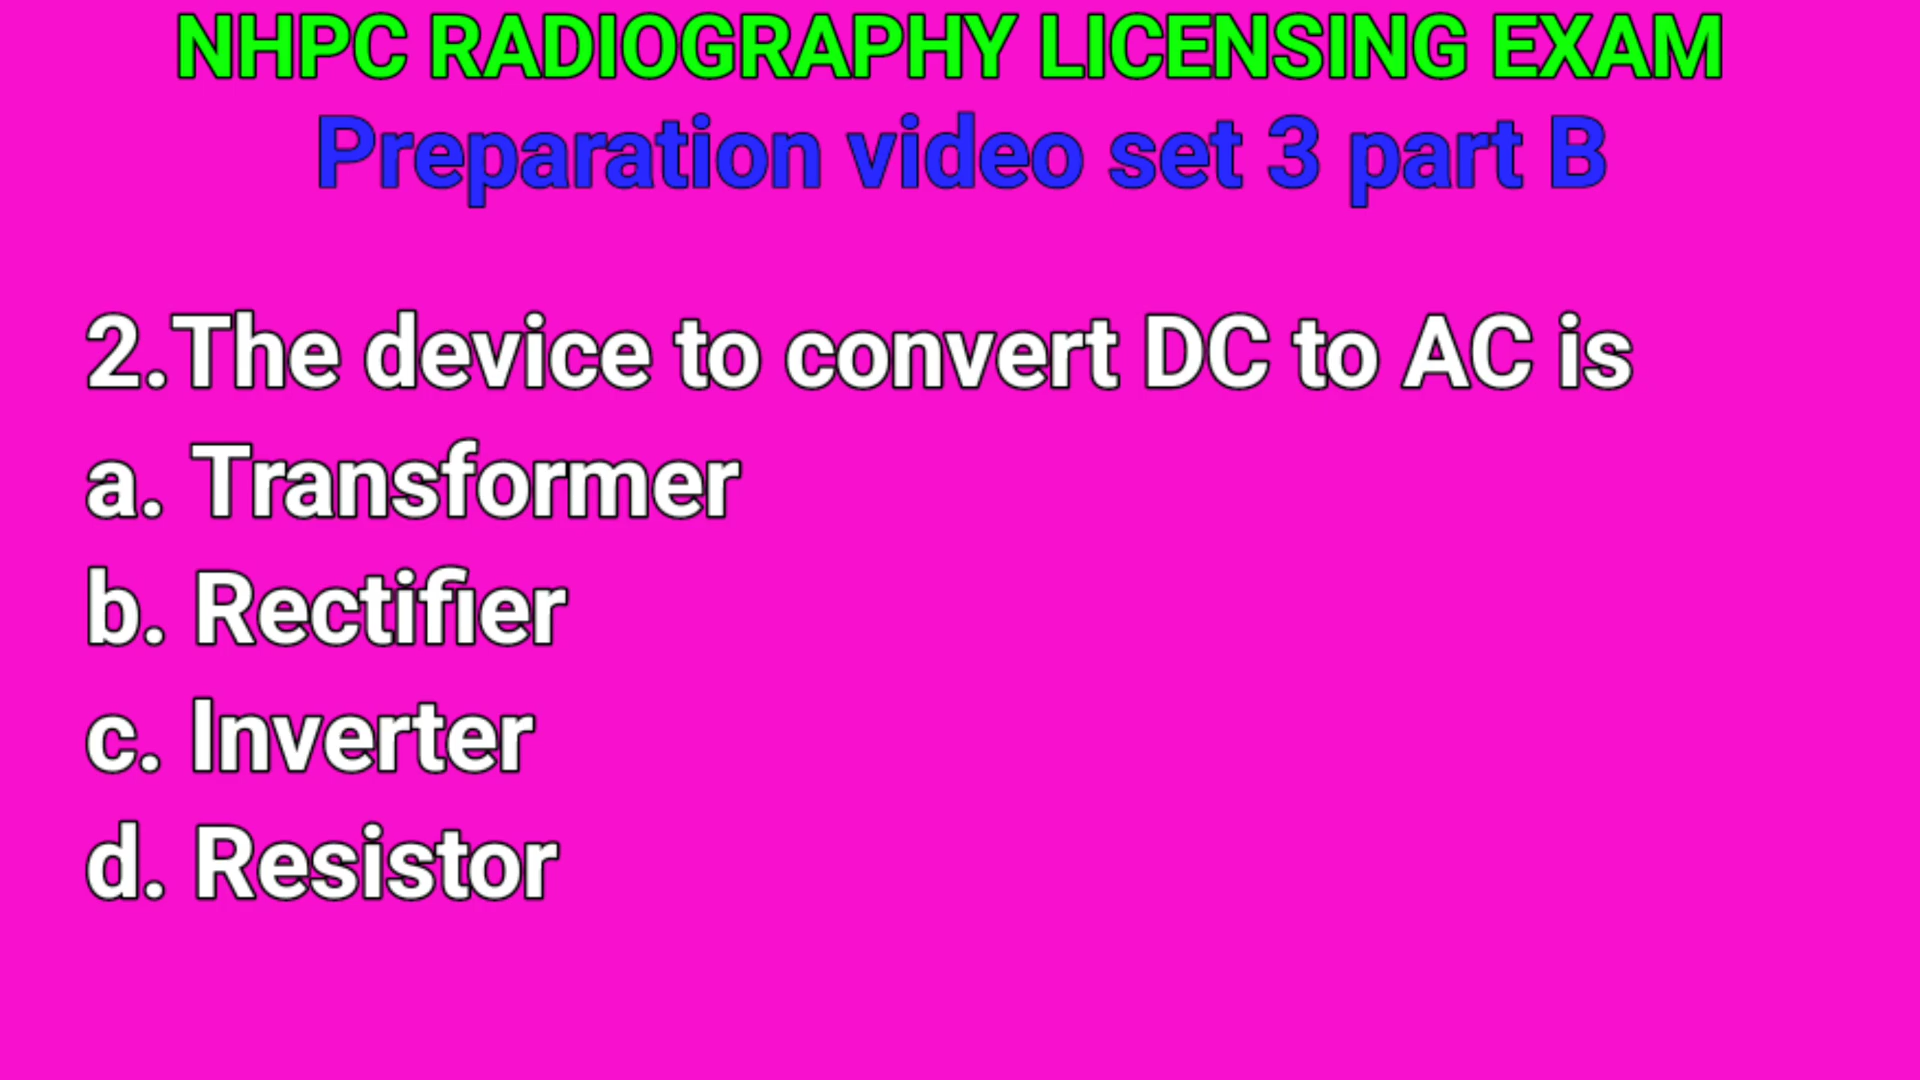 NHPC RADIOGRAPHY LICENSING EXAM
Preparation video set 3 part B
2.The device to convert DC to AC is
a. Transformer
b. Rectifier
c. Inverter
d. Resistor